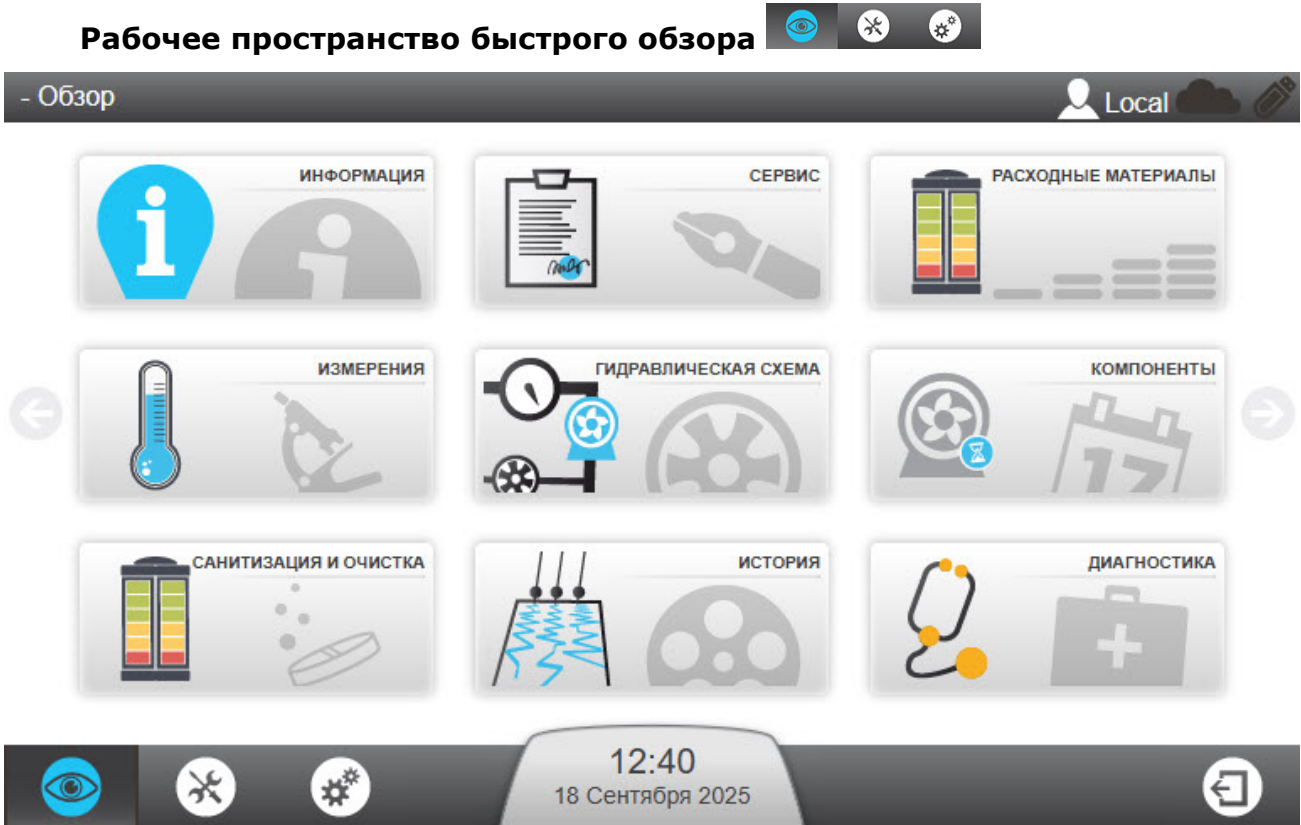 Рабочее пространство быстрого обзора
- Обзор
Local
ИНФОРМАЦИЯ
СЕРВИС
РАСХОДНЫЕ МАТЕРИАЛЫ
ИЗМЕРЕНИЯ
ГИДРАВЛИЧЕСКАЯ СХЕМА
КОМПОНЕНТЫ
17
САНИТИЗАЦИЯ И ОЧИСТКА
ИСТОРИЯ
ДИАГНОСТИКА
12:40
18 Сентября 2025